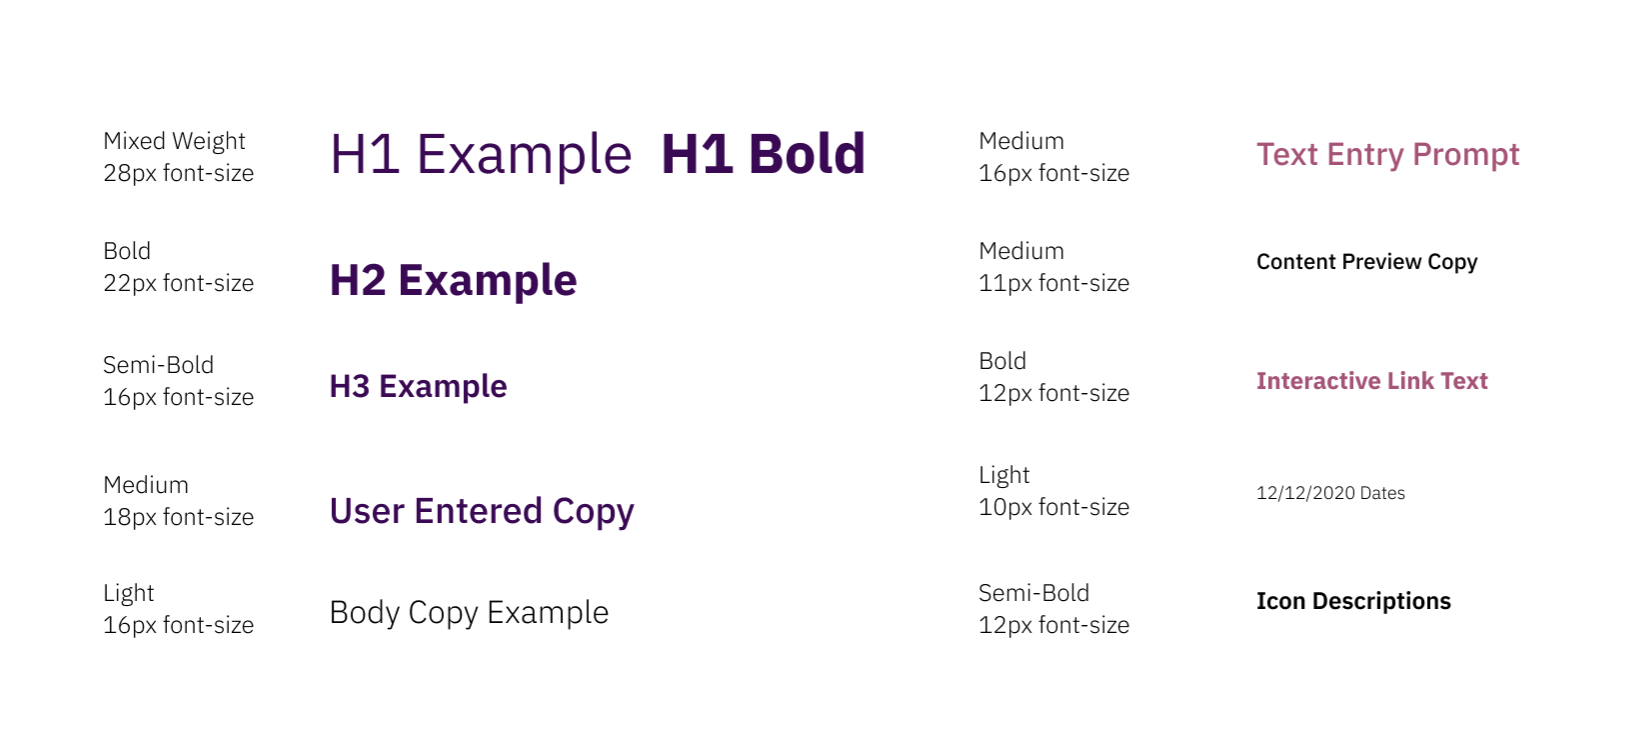 Mixed Weight
28px font-size
H1 Example H1 Bold
Bold
22px font-size
H2 Example
Semi-Bold
16px font-size
H3 Example
Medium
18px font-size
User Entered Copy
Light
16px font-size
Body Copy Example
Medium
16px font-size
Text Entry Prompt
Medium
11px font-size
Content Preview Copy
Bold
12px font-size
Interactive Link Text
Light
10px font-size
12/12/2020 Dates
Semi-Bold
12px font-size
Icon Descriptions